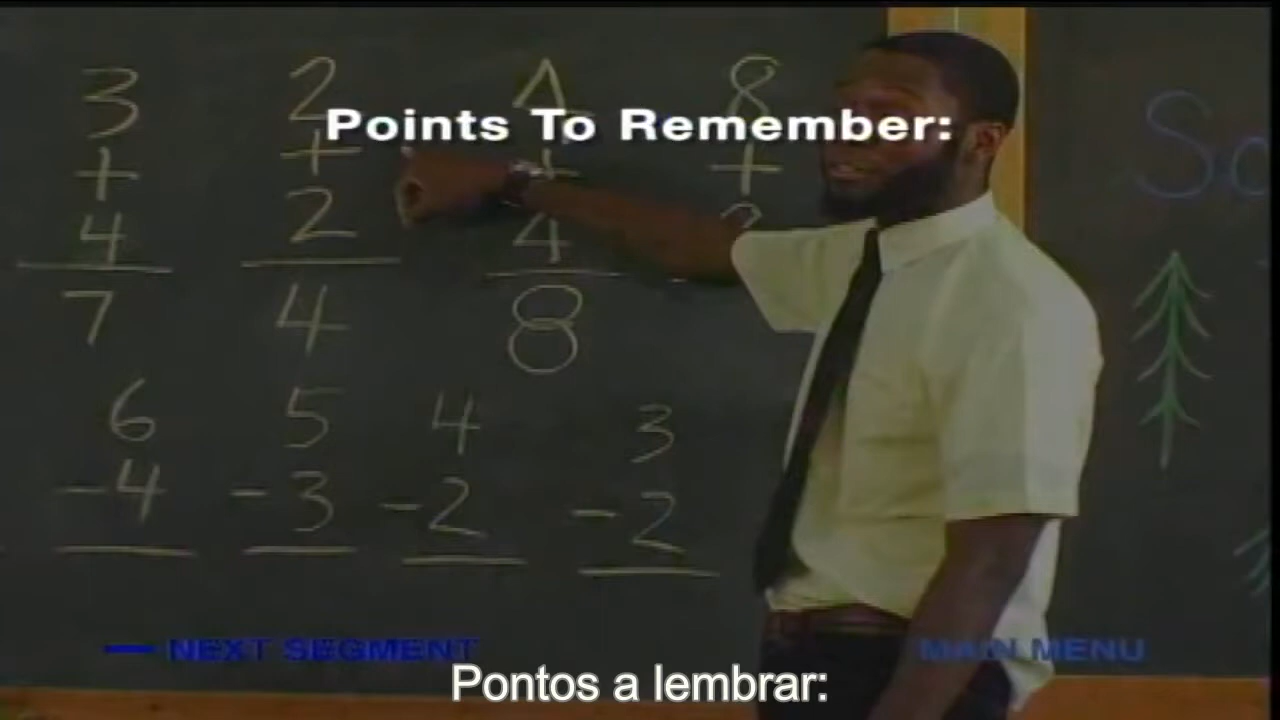 Points To Remember:
3 2 4 8
+ + + +
4 2 4
7 4 8
6 5 4 3
-4 -3 -2 -2
NEXT SEGMENT MAIN MENU
Pontos a lembrar: